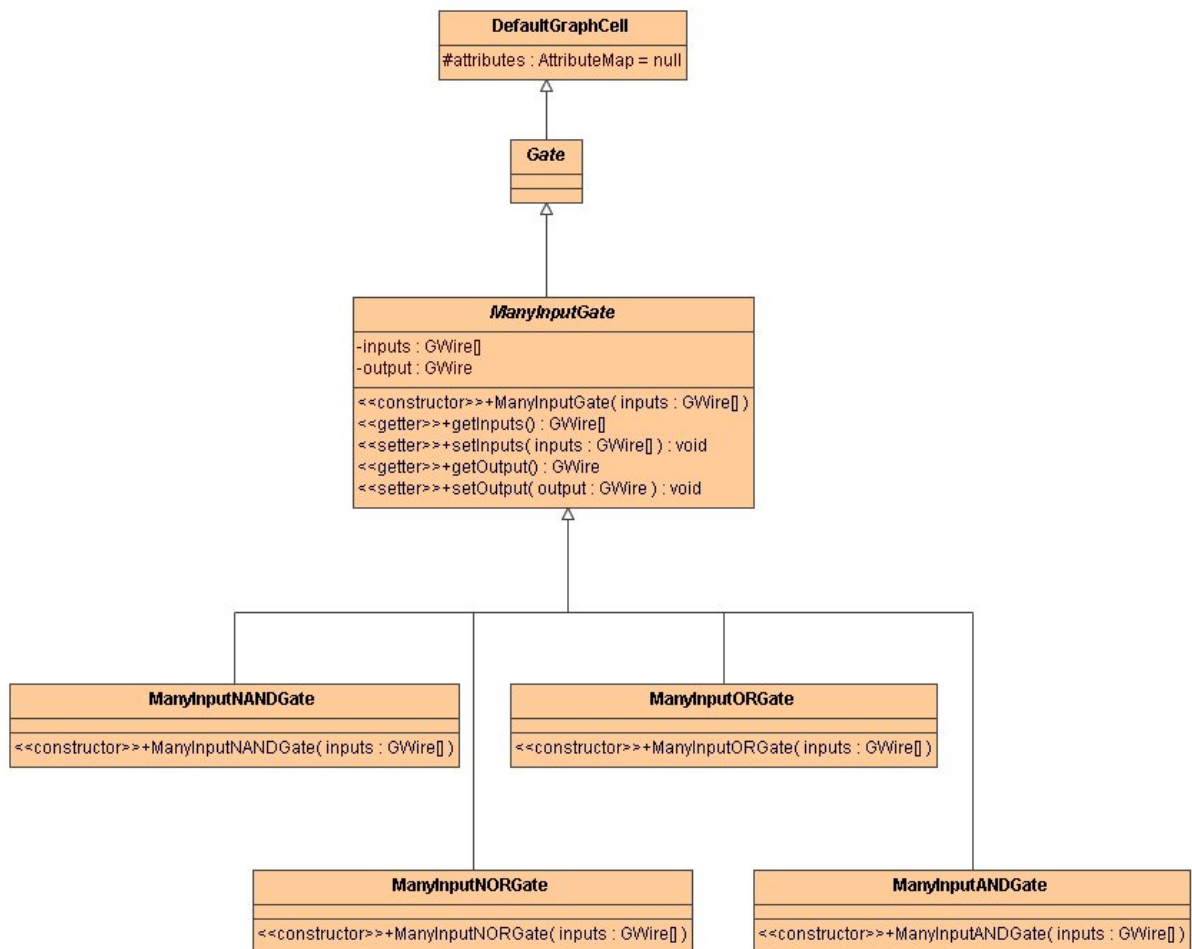 DefaultGraphCell
#attributes : AttributeMap = null
Gate
ManyInputGate
-inputs : GWire[]
-output : GWire
<<constructor>>+ManyInputGate( inputs : GWire[] )
<<getter>>+getInputs() : GWire[]
<<setter>>+setInputs( inputs : GWire[] ) : void
<<getter>>+getOutput() : GWire
<<setter>>+setOutput( output : GWire ) : void
ManyInputNANDGate
<<constructor>>+ManyInputNANDGate( inputs : GWire[] )
ManyInputORGate
<<constructor>>+ManyInputORGate( inputs : GWire[] )
ManyInputNORGate
<<constructor>>+ManyInputNORGate( inputs : GWire[] )
ManyInputANDGate
<<constructor>>+ManyInputANDGate( inputs : GWire[] )